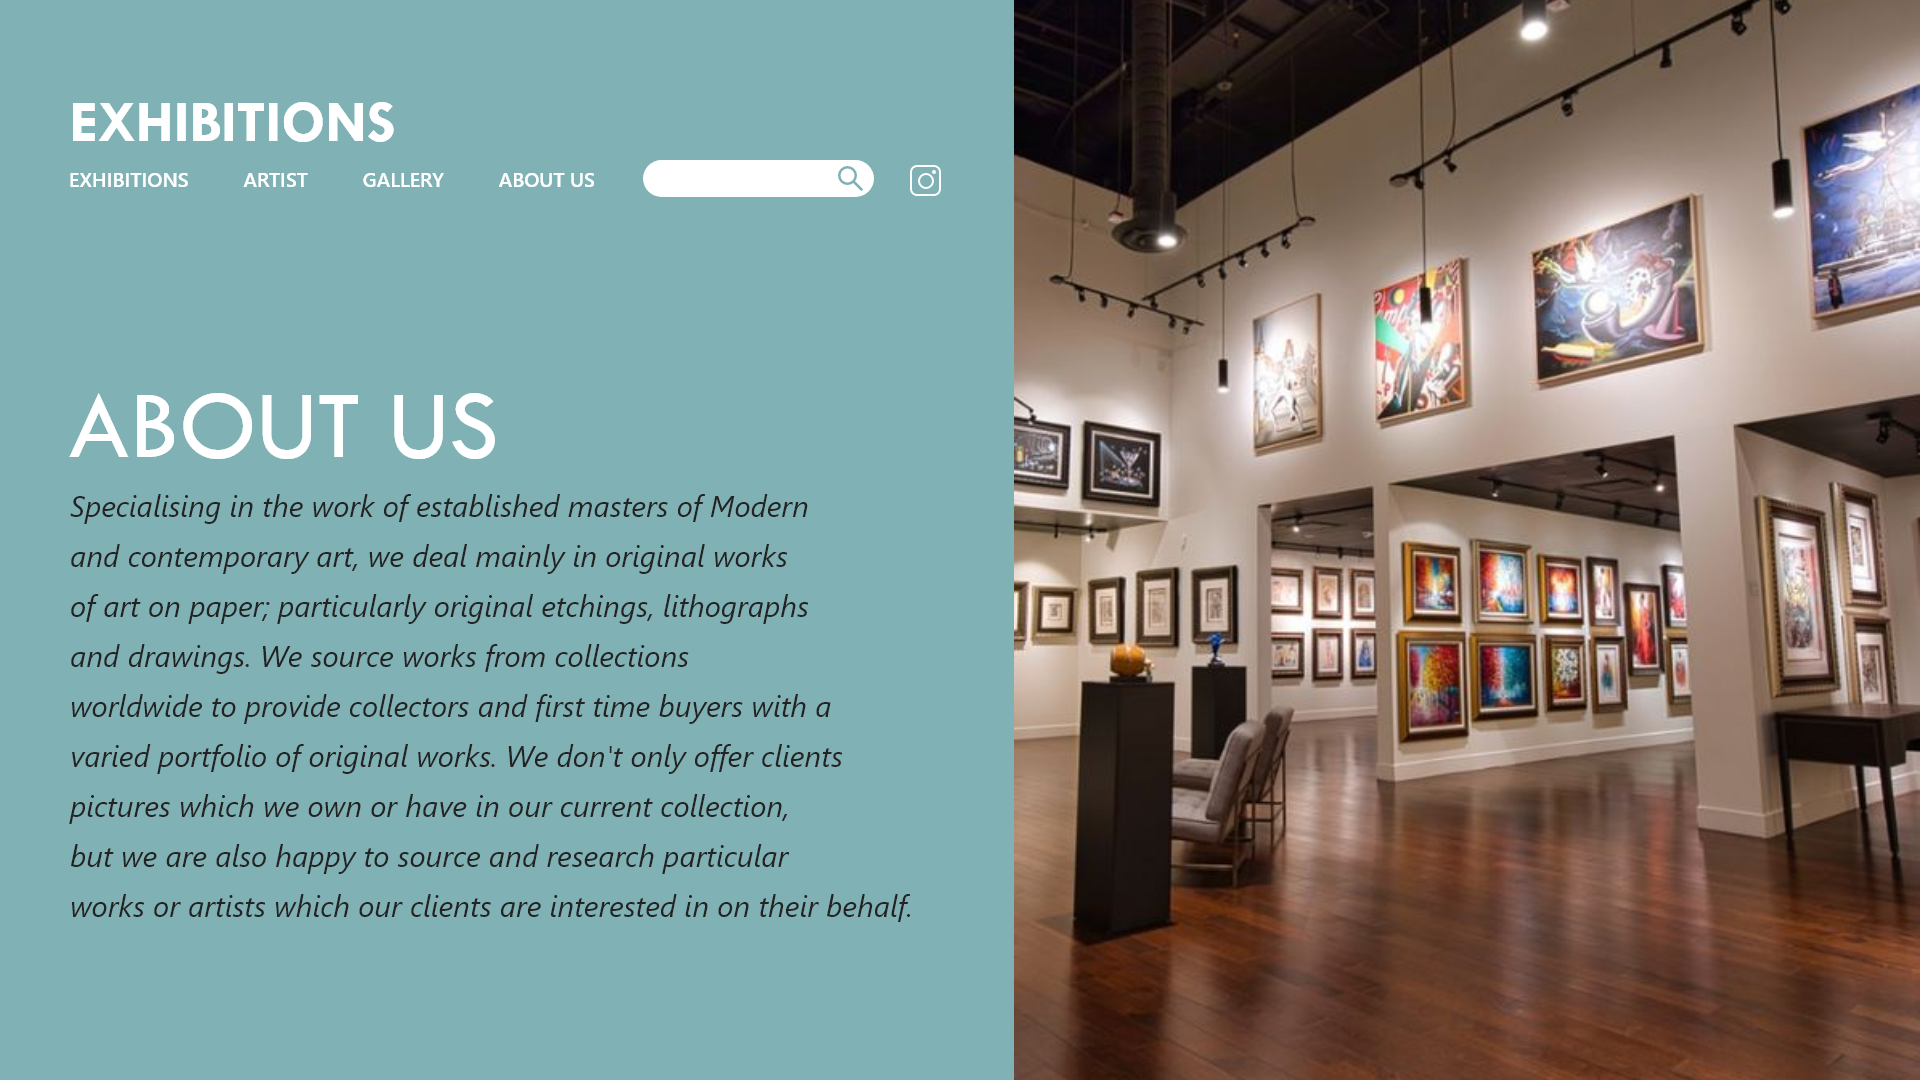 EXHIBITIONS
EXHIBITIONS ARTIST GALLERY ABOUT US
ABOUT US
Specialising in the work of established masters of Modern
and contemporary art, we deal mainly in original works
of art on paper; particularly original etchings, lithographs
and drawings. We source works from collections
worldwide to provide collectors and first time buyers with a
varied portfolio of original works. We don't only offer clients
pictures which we own or have in our current collection,
but we are also happy to source and research particular
works or artists which our clients are interested in on their behalf.